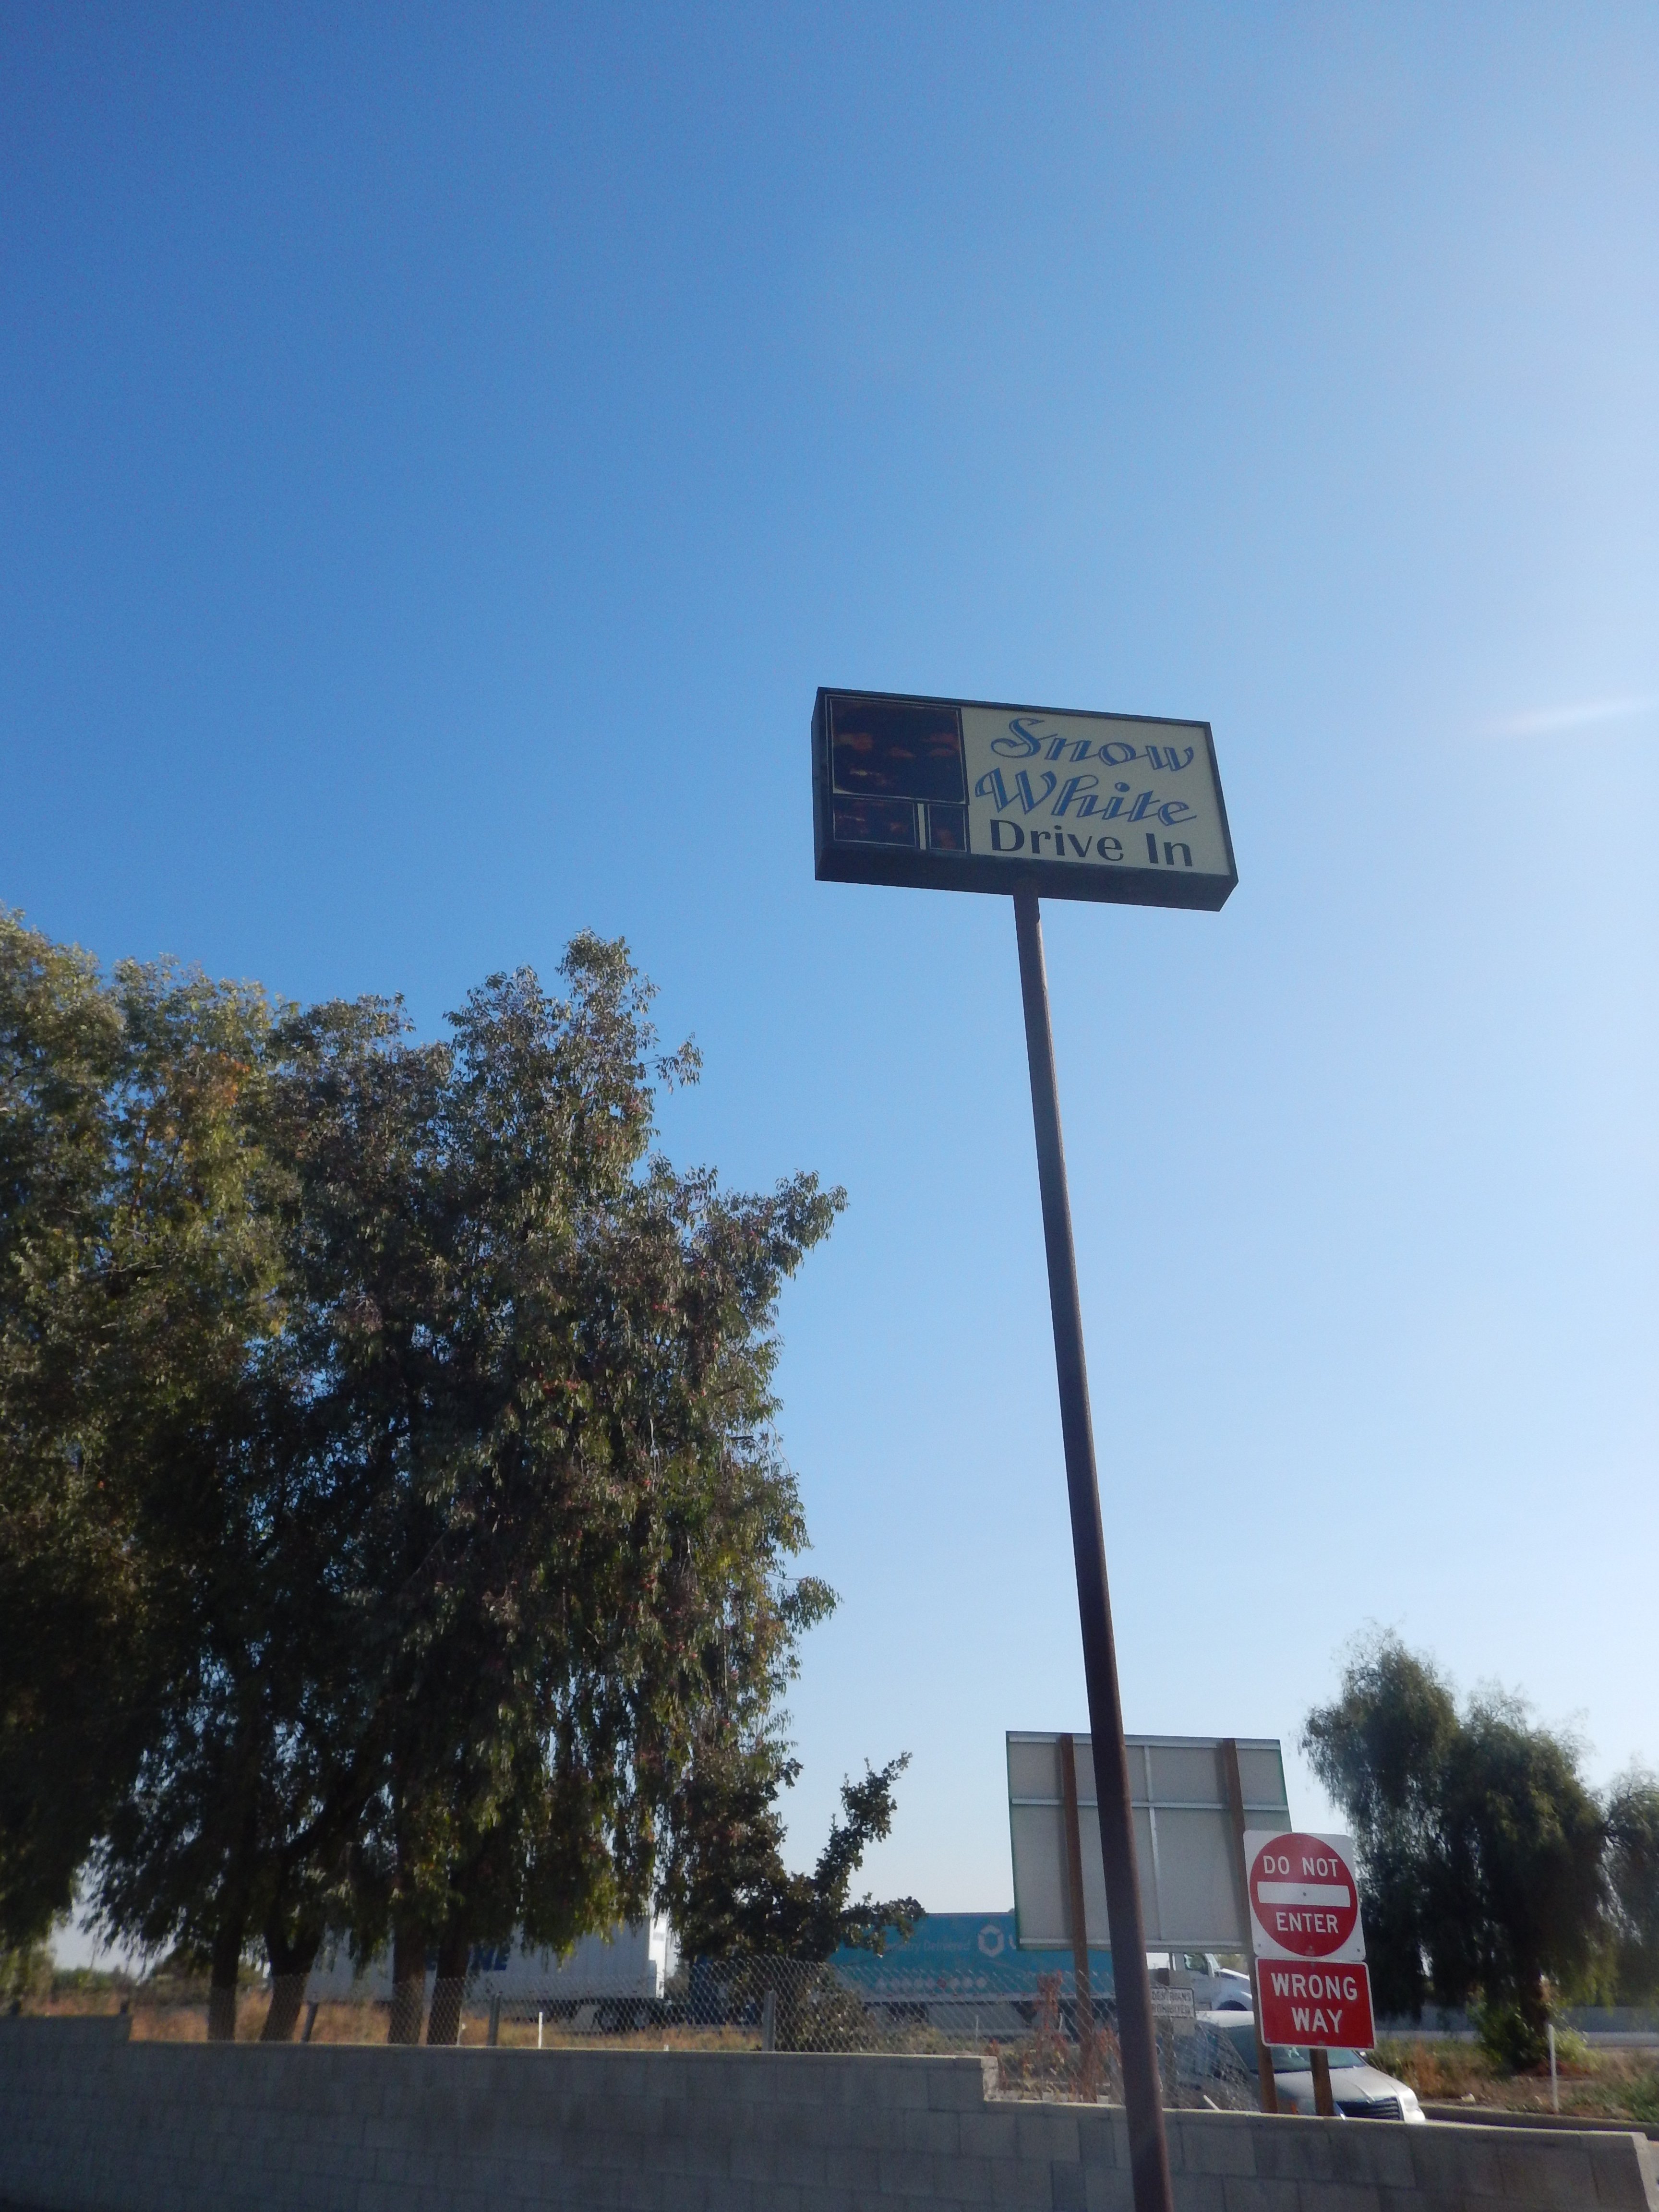 Snow
White
Drive In
DO NOT
ENTER
WRONG
WAY